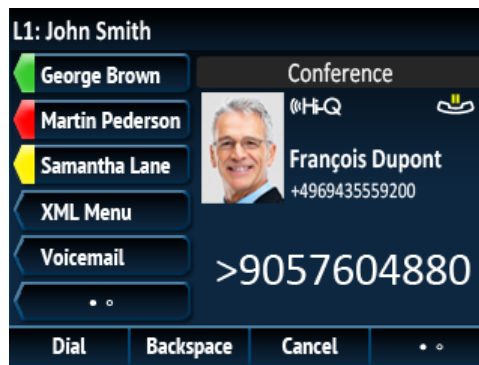 L1: John Smith
George Brown
Martin Pederson
Samantha Lane
XML Menu
Voicemail
Conference
Hi-Q
François Dupont
+4969435559200
>9057604880
Dial Backspace Cancel